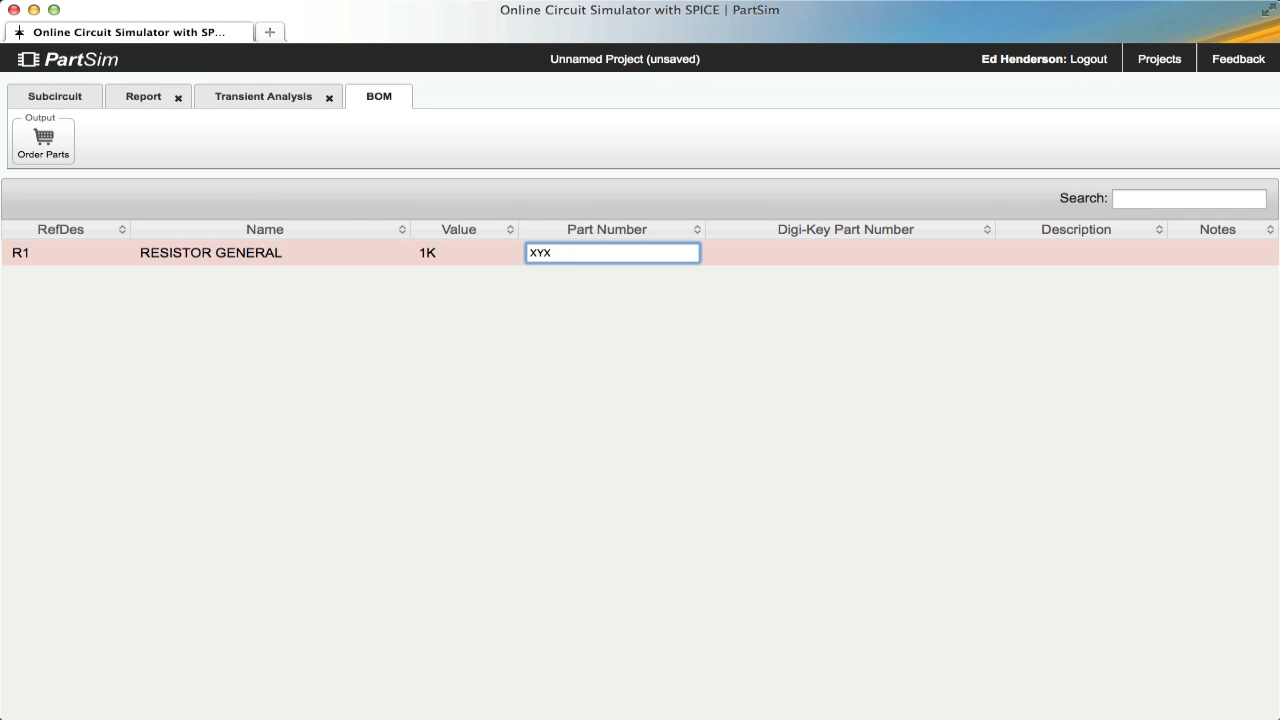 Online Circuit Simulator with SPICE | PartSim
Online Circuit Simulator with SP...
PartSim Unnamed Project (unsaved) Ed Henderson: Logout Projects Feedback
Subcircuit Report Transient Analysis BOM
Output
Order Parts
Search:
RefDes Name Value Part Number Digi-Key Part Number Description Notes
R1 RESISTOR GENERAL 1K XYX